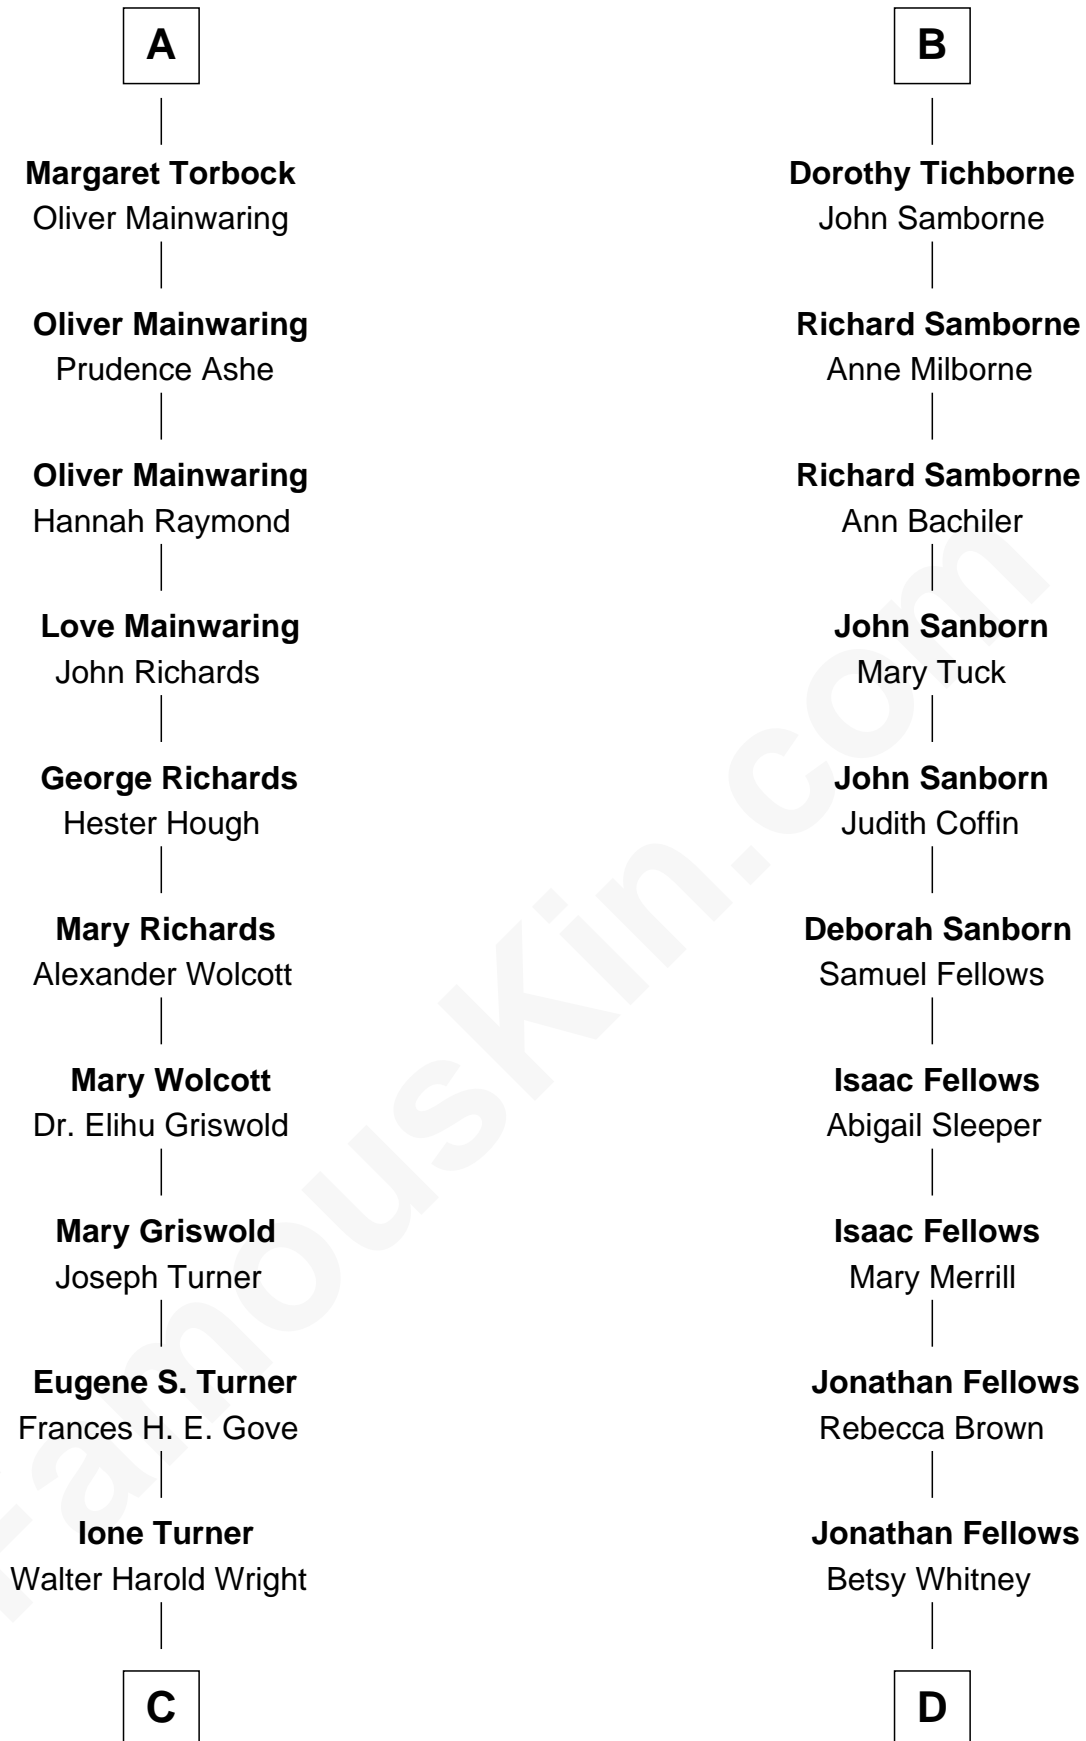 A
Margaret Torbock
Oliver Mainwaring
Oliver Mainwaring
Prudence Ashe
Oliver Mainwaring
Hannah Raymond
Love Mainwaring
John Richards
George Richards
Hester Hough
Mary Richards
Alexander Wolcott
Mary Wolcott
Dr. Elihu Griswold
Mary Griswold
Joseph Turner
Eugene S. Turner
Frances H. E. Gove
Ione Turner
Walter Harold Wright
C
B
Dorothy Tichborne
John Samborne
Richard Samborne
Anne Milborne
Richard Samborne
Ann Bachiler
John Sanborn
Mary Tuck
John Sanborn
Judith Coffin
Deborah Sanborn
Samuel Fellows
Isaac Fellows
Abigail Sleeper
Isaac Fellows
Mary Merrill
Jonathan Fellows
Rebecca Brown
Jonathan Fellows
Betsy Whitney
D
FamousKin.com